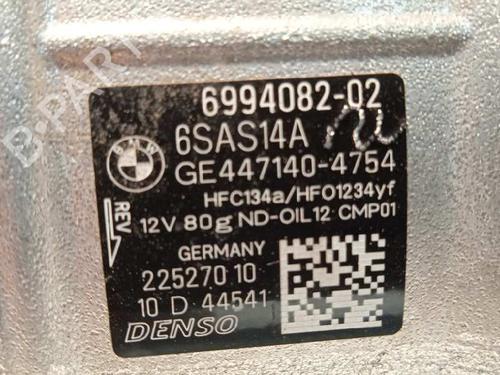 6994082-02
BMW
6SAS14A
GE447140-4754
HFC134a/HFO1234yf
REV
12V 80g ND-OIL12 CMP01
GERMANY
22527010
10 D 44541
DENSO
B-PARTS